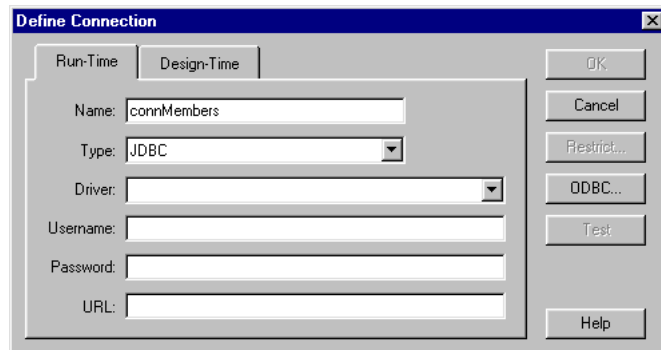 Define Connection
Run-Time Design-Time
OK
Name: connMembers
Cancel
Type: JDBC
Restrict...
Driver:
ODBC...
Username:
Test
Password:
URL:
Help